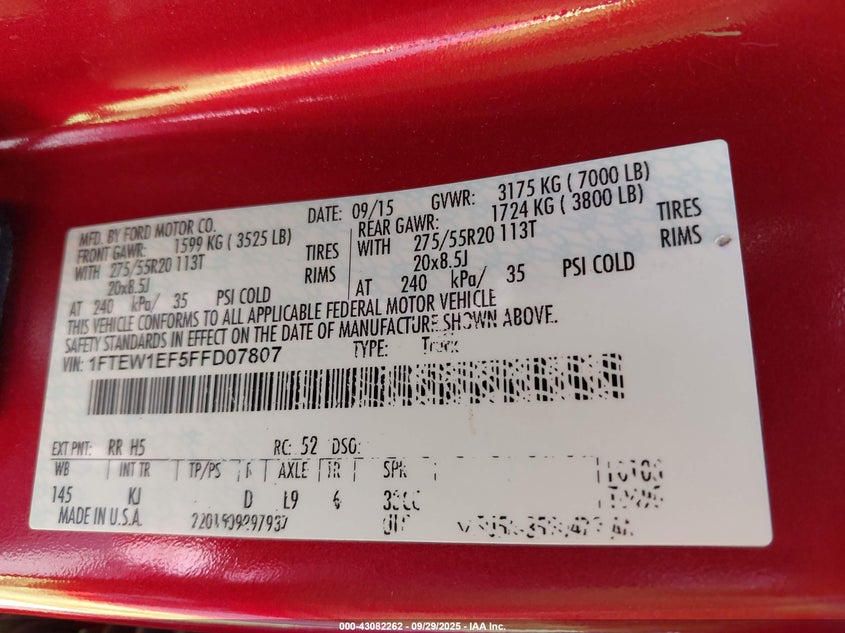 MFD. BY FORD MOTOR CO.
DATE: 09/15 GVWR: 3175 KG ( 7000 LB)
FRONT GAWR: 1599 KG ( 3525 LB)
WITH 275/55R20 113T TIRES
20x8.5J RIMS
AT 240 kPa/ 35 PSI COLD
REAR GAWR: 1724 KG ( 3800 LB)
WITH 275/55R20 113T TIRES
20x8.5J RIMS
AT 240 kPa/ 35 PSI COLD
THIS VEHICLE CONFORMS TO ALL APPLICABLE FEDERAL MOTOR VEHICLE
SAFETY STANDARDS IN EFFECT ON THE DATE OF MANUFACTURE SHOWN ABOVE.
VIN: 1FTEW1EF5FFD07807 TYPE: Truck
EXT PNT: RR H5 RC: 52 DSO:
WB INT TR TP/PS R AXLE TR SPR
145 KJ D L9 6
MADE IN U.S.A.
000-43082262 - 09/29/2025 - IAA Inc.